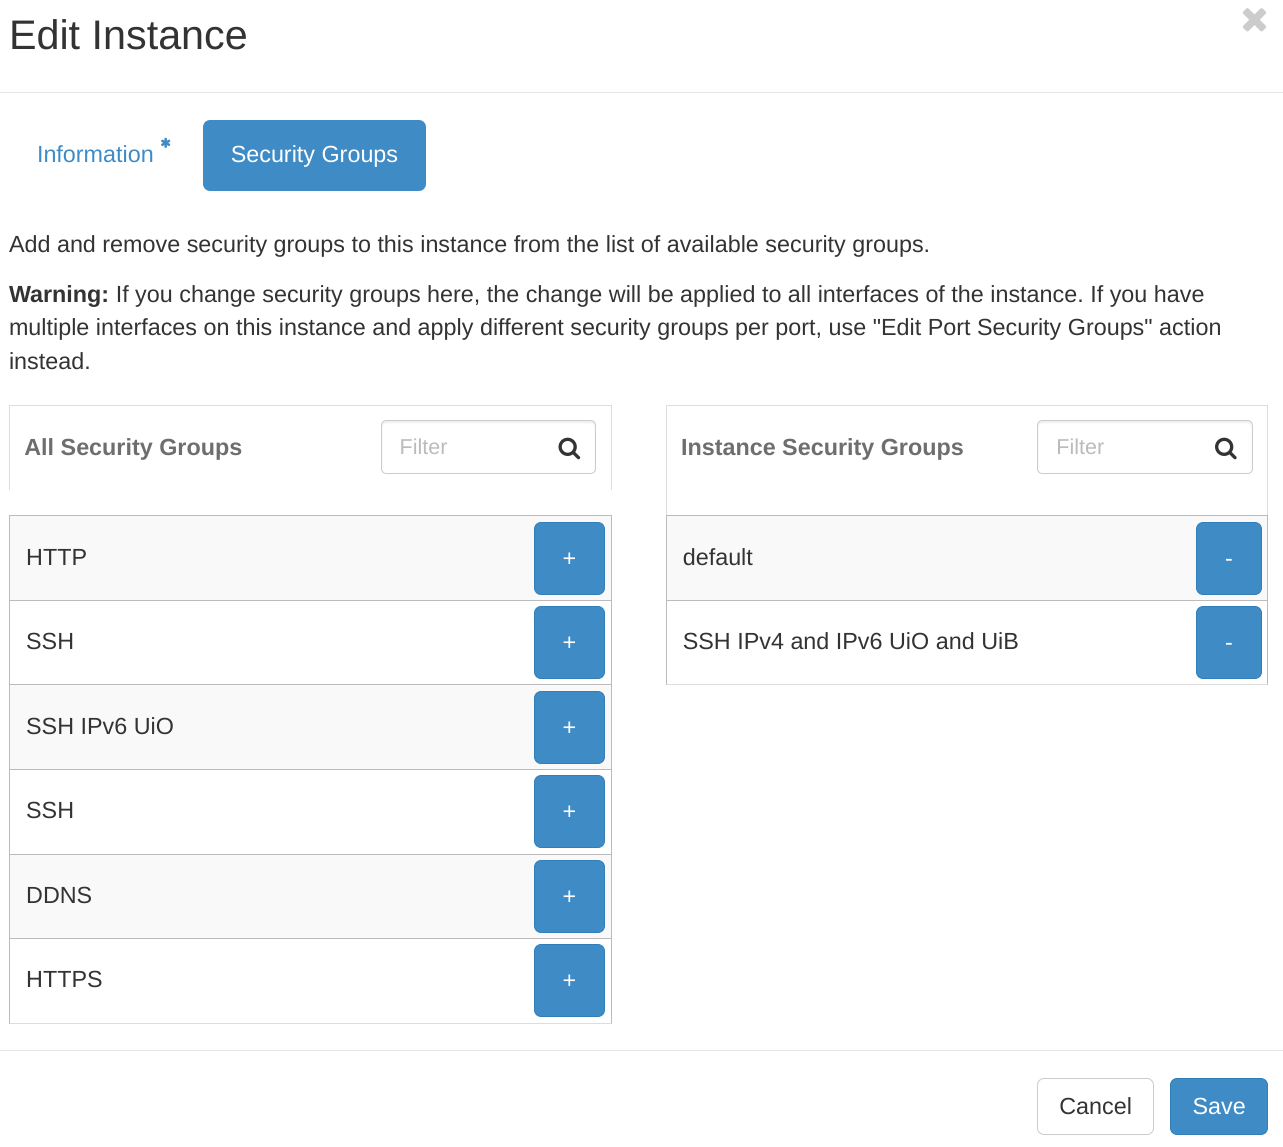 Edit Instance
✖
Information *
Security Groups
Add and remove security groups to this instance from the list of available security groups.
Warning: If you change security groups here, the change will be applied to all interfaces of the instance. If you have
multiple interfaces on this instance and apply different security groups per port, use "Edit Port Security Groups" action
instead.
All Security Groups
Filter
HTTP
+
SSH
+
SSH IPv6 UiO
+
SSH
+
DDNS
+
HTTPS
+
Instance Security Groups
Filter
default
-
SSH IPv4 and IPv6 UiO and UiB
-
Cancel
Save